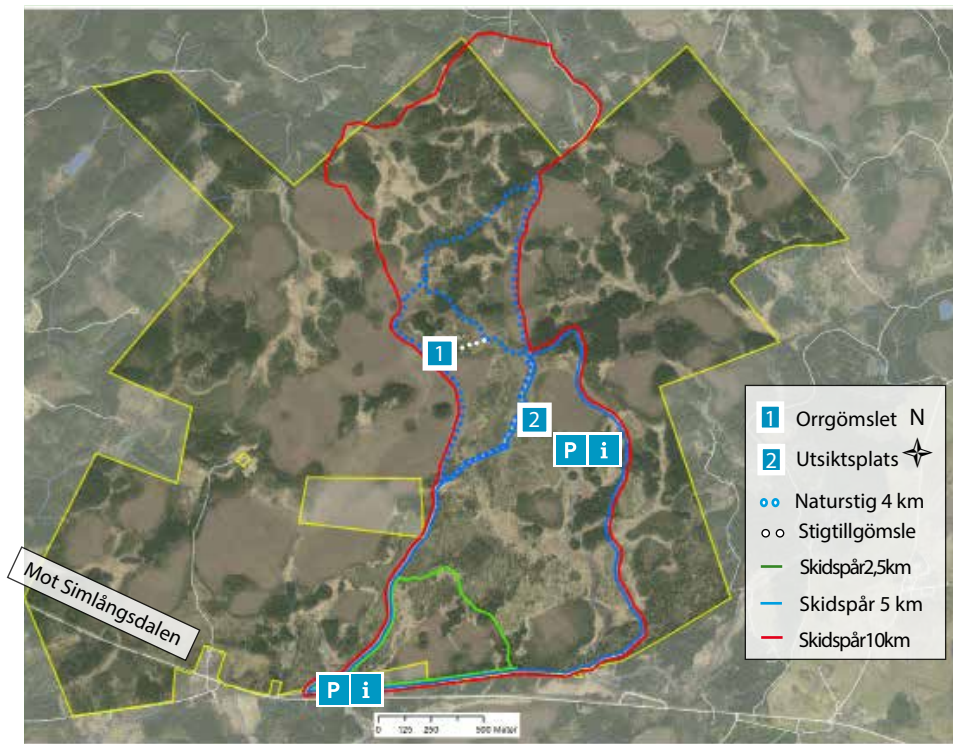 1
2
P i
1 Orrgömslet N
2 Utsiktsplats
Naturstig 4 km
Stigtillgömsle
Skidspår2,5km
Skidspår 5 km
Skidspår10km
Mot Simlångsdalen
P i
0 125 250 500 Meter